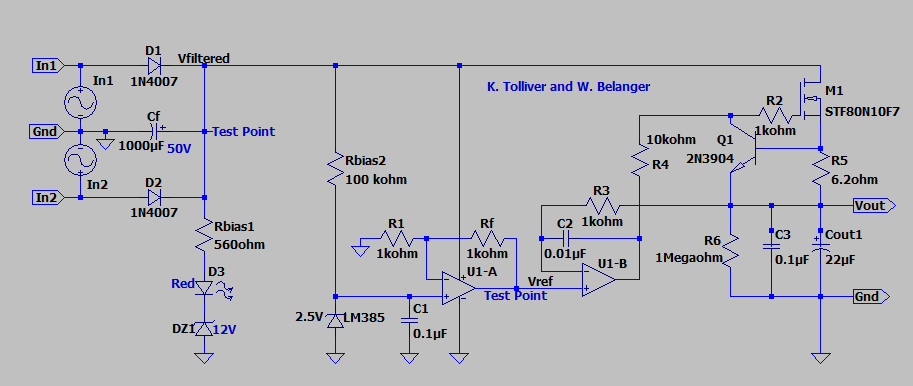 D1
Vfiltered
In1
1N4007
K. Tolliver and W. Belanger
In1
M1
R2
STF80N10F7
Cf
Gnd
Test Point
1kohm
1000µF 50V
10kohm
Q1
R4
2N3904
Rbias2
R5
100 kohm
6.2ohm
In2
D2
In2
R3
Vout
1N4007
1kohm
Rbias1
560ohm
R1
Rf
C2
R6
C3
Cout1
1kohm
1kohm
0.01µF
1Megaohm
0.1µF
22µF
D3
U1-A
U1-B
Red
Vref
Test Point
Gnd
2.5V
LM385
C1
DZ1
12V
0.1µF